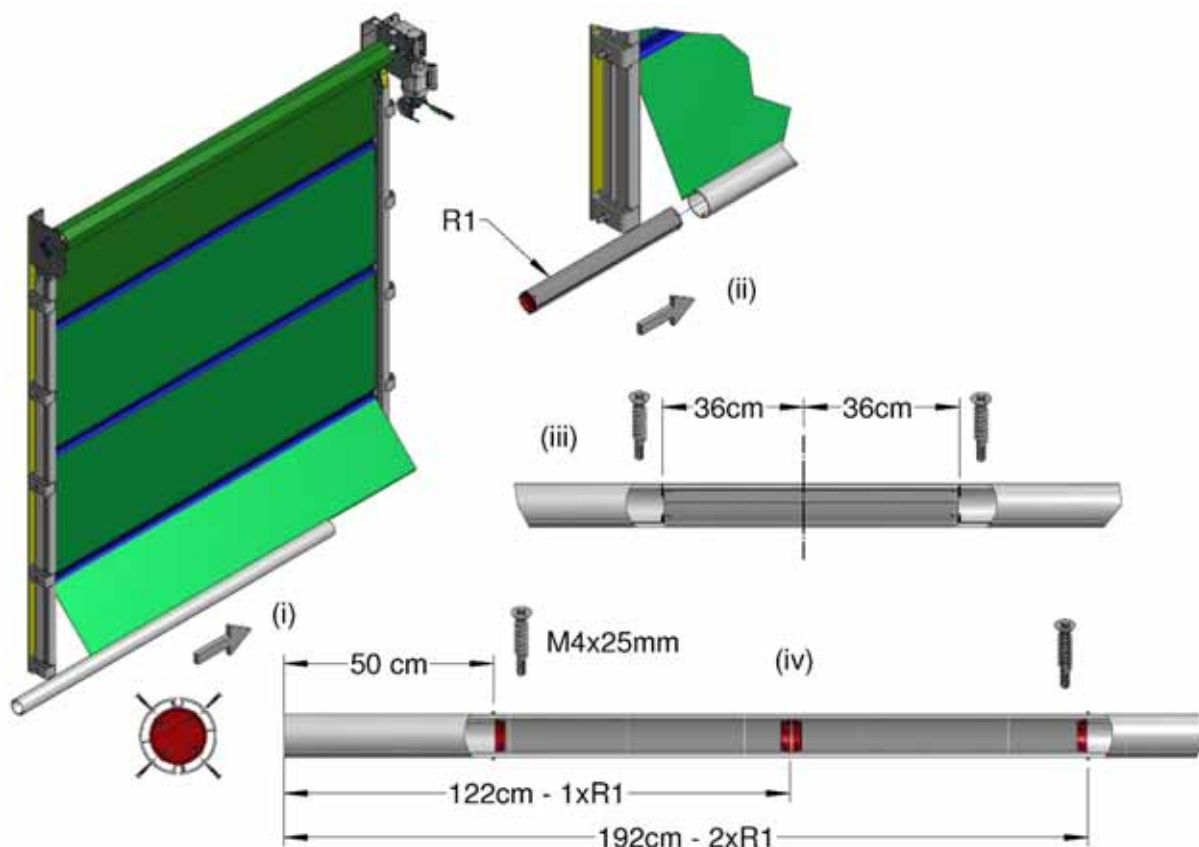 R1
(ii)
36cm
36cm
(iii)
(i)
M4x25mm
(iv)
50 cm
122cm - 1xR1
192cm - 2xR1